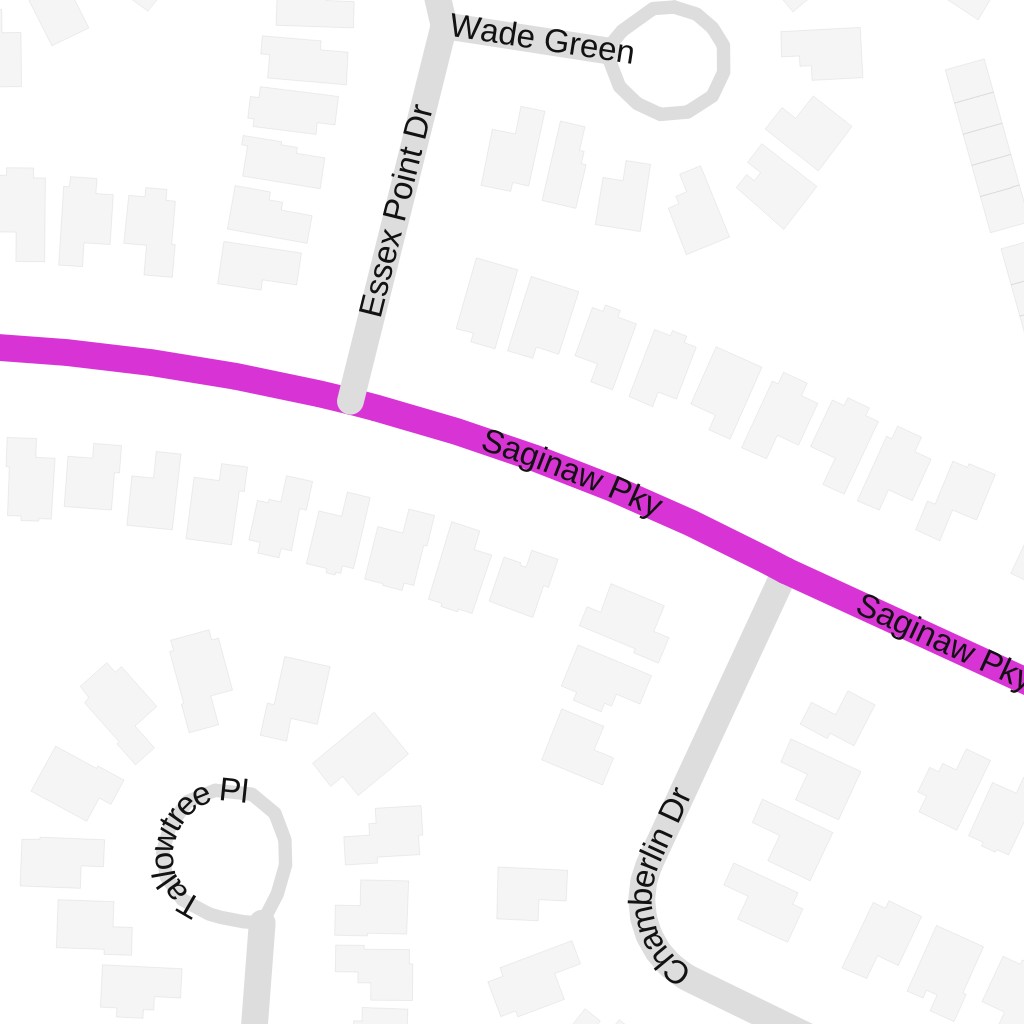 Wade Green
Essex Point Dr
Saginaw Pky
Saginaw Pky
Tallowtree Pl
Chamberlin Dr